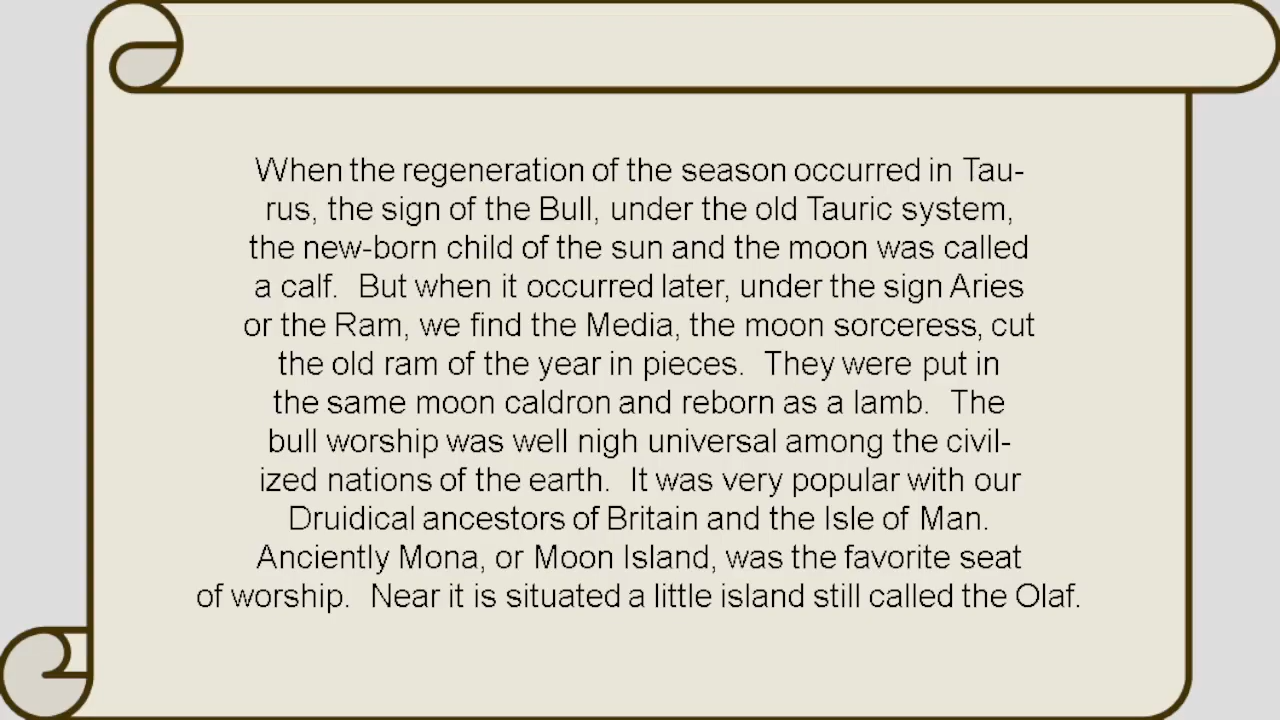 When the regeneration of the season occurred in Tau-
rus, the sign of the Bull, under the old Tauric system,
the new-born child of the sun and the moon was called
a calf.  But when it occurred later, under the sign Aries
or the Ram, we find the Media, the moon sorceress, cut
the old ram of the year in pieces.  They were put in
the same moon caldron and reborn as a lamb.  The
bull worship was well nigh universal among the civil-
ized nations of the earth.  It was very popular with our
Druidical ancestors of Britain and the Isle of Man.
Anciently Mona, or Moon Island, was the favorite seat
of worship.  Near it is situated a little island still called the Olaf.